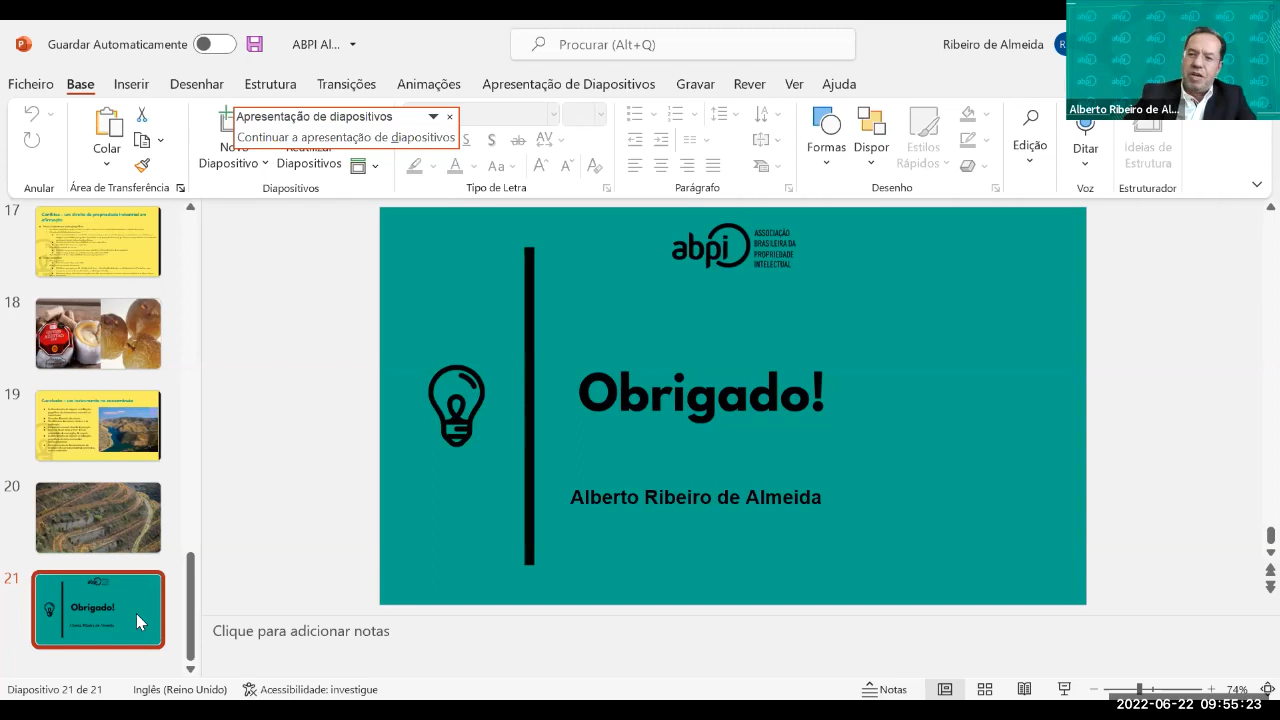 Guardar Automaticamente
ABPI Al...
Procurar (Alt+Q)
Ribeiro de Almeida
Ficheiro Base Inserir Desenhar Estrutura Transições Animações Apresentação de Diapositivos Gravar Rever Ver Ajuda
Apresentação de diapositivos
Continuar a apresentação de diapositivos
Colar
Diapositivo
Diapositivos
Formas
Dispor
Estilos
Rápidos
Edição
Ditar
Ideias de
Estrutura
Anular
Área de Transferência
Diapositivos
Tipo de Letra
Parágrafo
Desenho
Voz
Estruturador
Alberto Ribeiro de Al...
17
18
19
20
21
Obrigado!
abpi
ASSOCIAÇÃO
BRASILEIRA DA
PROPRIEDADE
INTELECTUAL
Obrigado!
Alberto Ribeiro de Almeida
Clique para adicionar notas
Diapositivo 21 de 21
Inglês (Reino Unido)
Acessibilidade: investigue
Notas
74%
2022-06-22 09:55:23